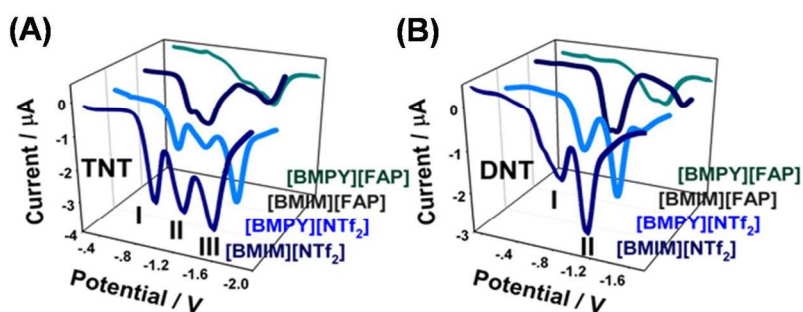 (A)
Current / μA
0
-1
-2
-3
-4
TNT
I
II
III
[BMPY][FAP]
[BMIM][FAP]
[BMPY][NTf₂]
[BMIM][NTf₂]
-.4
-.8
-1.2
-1.6
-2.0
Potential / V
(B)
Current / μA
0
-1
-2
-3
DNT
I
II
[BMPY][FAP]
[BMIM][FAP]
[BMPY][NTf₂]
[BMIM][NTf₂]
-.4
-.8
-1.2
-1.6
Potential / V